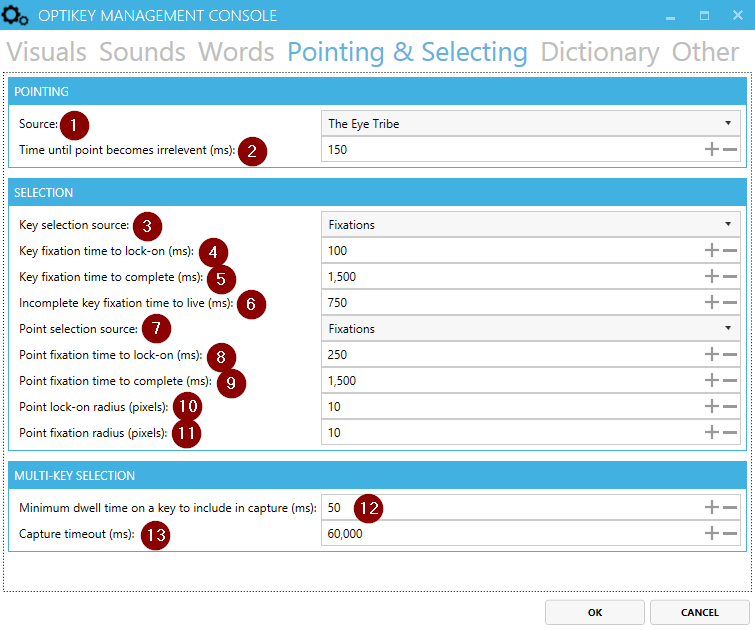 OPTIKEY MANAGEMENT CONSOLE
Visuals Sounds Words Pointing & Selecting Dictionary Other
POINTING
Source: 1 The Eye Tribe
Time until point becomes irrelevent (ms): 2 150
SELECTION
Key selection source: 3 Fixations
Key fixation time to lock-on (ms): 4 100
Key fixation time to complete (ms): 5 1,500
Incomplete key fixation time to live (ms): 6 750
Point selection source: 7 Fixations
Point fixation time to lock-on (ms): 8 250
Point fixation time to complete (ms): 9 1,500
Point lock-on radius (pixels): 10 10
Point fixation radius (pixels): 11 10
MULTI-KEY SELECTION
Minimum dwell time on a key to include in capture (ms): 50 12
Capture timeout (ms): 13 60,000
OK CANCEL